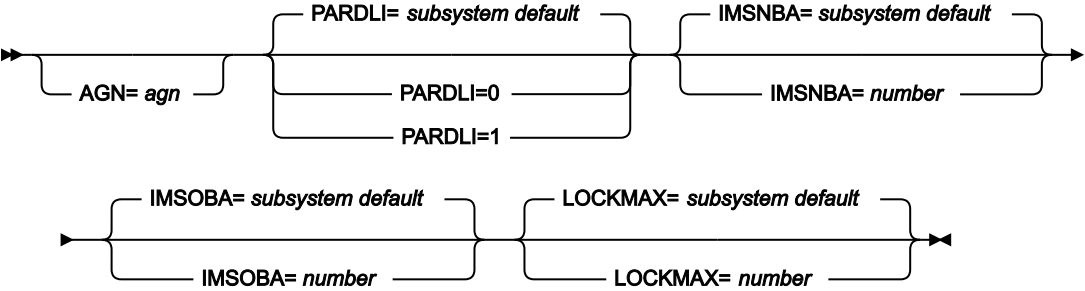 PARDLI= subsystem default
IMSNBA= subsystem default
AGN= agn
PARDLI=0
IMSNBA= number
PARDLI=1
IMSOBA= subsystem default
LOCKMAX= subsystem default
IMSOBA= number
LOCKMAX= number